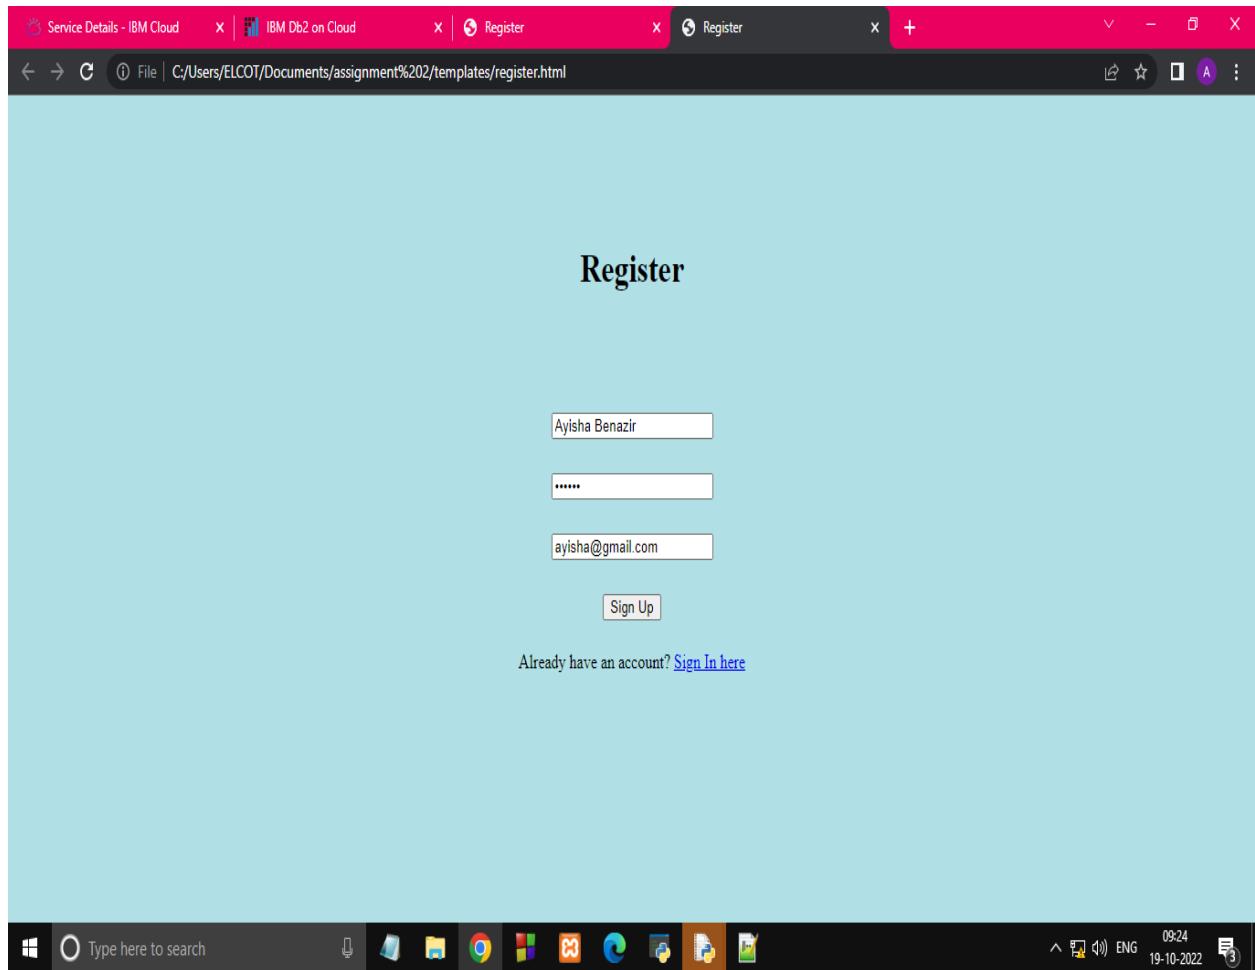 Service Details - IBM Cloud
IBM Db2 on Cloud
Register
Register
File
C:/Users/ELCOT/Documents/assignment%202/templates/register.html
A
Register
Ayisha Benazir
••••••
ayisha@gmail.com
Sign Up
Already have an account? Sign In here
Type here to search
ENG
09:24
19-10-2022
3